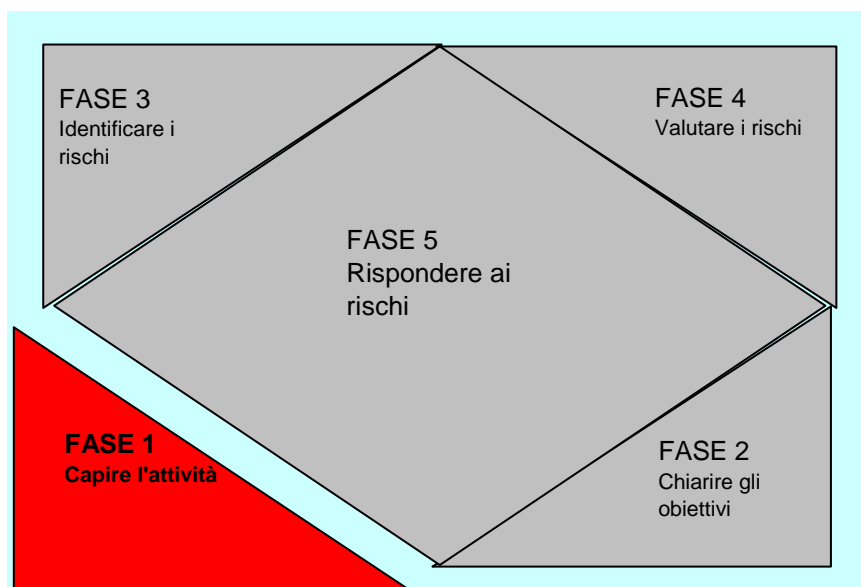 FASE 3
Identificare i
rischi
FASE 4
Valutare i rischi
FASE 5
Rispondere ai
rischi
FASE 1
Capire l'attività
FASE 2
Chiarire gli
obiettivi